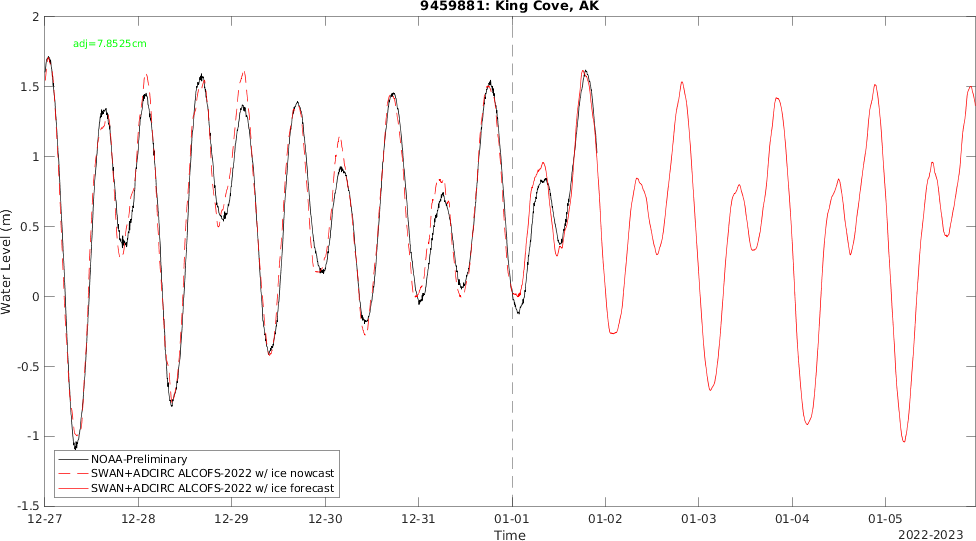 9459881: King Cove, AK
adj=7.8525cm
Water Level (m)
2
1.5
1
0.5
0
-0.5
-1
-1.5
NOAA-Preliminary
SWAN+ADCIRC ALCOFS-2022 w/ ice nowcast
SWAN+ADCIRC ALCOFS-2022 w/ ice forecast
12-27 12-28 12-29 12-30 12-31 01-01 01-02 01-03 01-04 01-05
Time
2022-2023